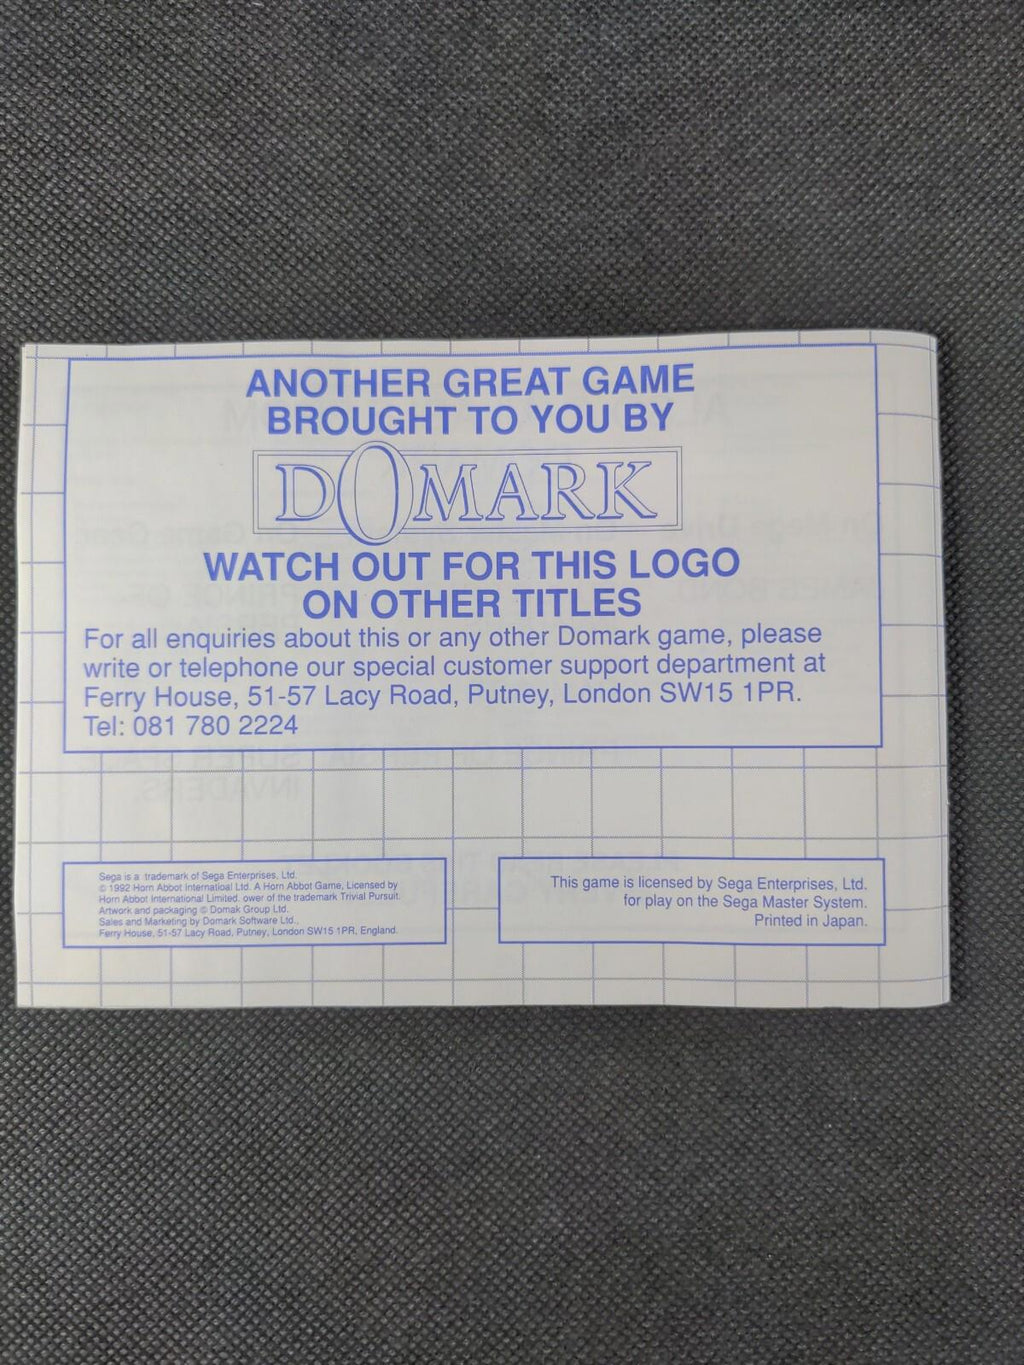 ANOTHER GREAT GAME
BROUGHT TO YOU BY
DOMARK
WATCH OUT FOR THIS LOGO
ON OTHER TITLES
For all enquiries about this or any other Domark game, please
write or telephone our special customer support department at
Ferry House, 51-57 Lacy Road, Putney, London SW15 1PR.
Tel: 081 780 2224
Sega is a trademark of Sega Enterprises, Ltd.
© 1992 Horn Abbot Internatioal Ltd. A Horn Abbot Game, Licensed by
Horn Abbot International Limited. ower of the trademark Trivial Pursuit.
Artwork and packaging © Domak Group Ltd.
Sales and Marketing by Domark Software Ltd.,
Ferry House, 51-57 Lacy Road, Putney, London SW15 1PR, England.
This game is licensed by Sega Enterprises, Ltd.
for play on the Sega Master System.
Printed in Japan.